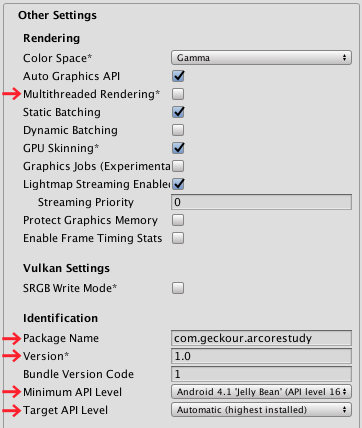 Other Settings
Rendering
Color Space* Gamma
Auto Graphics API
Multithreaded Rendering*
Static Batching
Dynamic Batching
GPU Skinning*
Graphics Jobs (Experimenta
Lightmap Streaming Enabled
Streaming Priority 0
Protect Graphics Memory
Enable Frame Timing Stats
Vulkan Settings
SRGB Write Mode*
Identification
Package Name com.geckour.arcorestudy
Version* 1.0
Bundle Version Code 1
Minimum API Level Android 4.1 'Jelly Bean' (API level 16
Target API Level Automatic (highest installed)